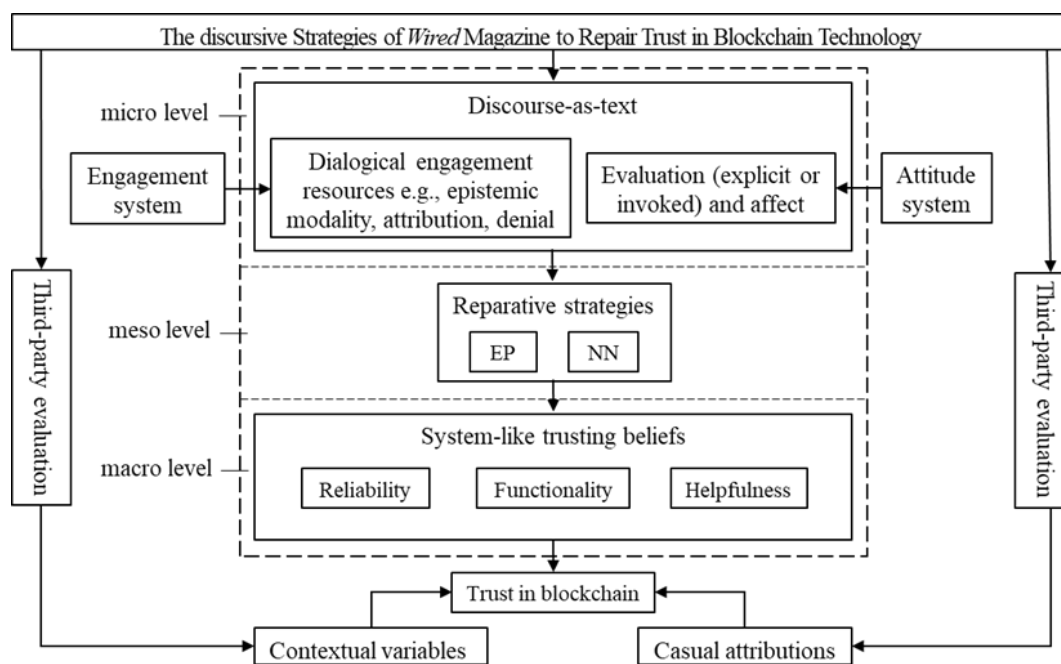 The discursive Strategies of Wired Magazine to Repair Trust in Blockchain Technology
micro level
Discourse-as-text
Engagement
system
Dialogical engagement
resources e.g., epistemic
modality, attribution, denial
Evaluation (explicit or
invoked) and affect
Attitude
system
Third-party evaluation
meso level
Reparative strategies
EP
NN
Third-party evaluation
macro level
System-like trusting beliefs
Reliability
Functionality
Helpfulness
Trust in blockchain
Contextual variables
Casual attributions